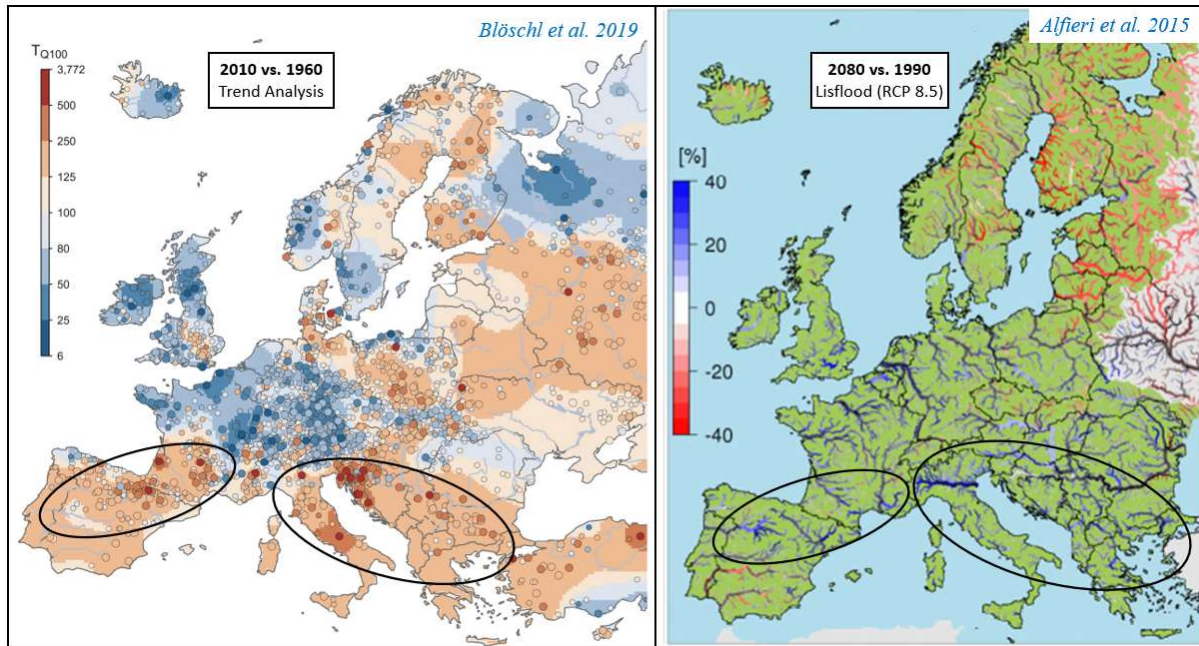 Blöschl et al. 2019
T_Q100
3,772
500
250
125
100
80
50
25
6
2010 vs. 1960
Trend Analysis
Alfieri et al. 2015
2080 vs. 1990
Lisflood (RCP 8.5)
[%]
40
20
0
-20
-40